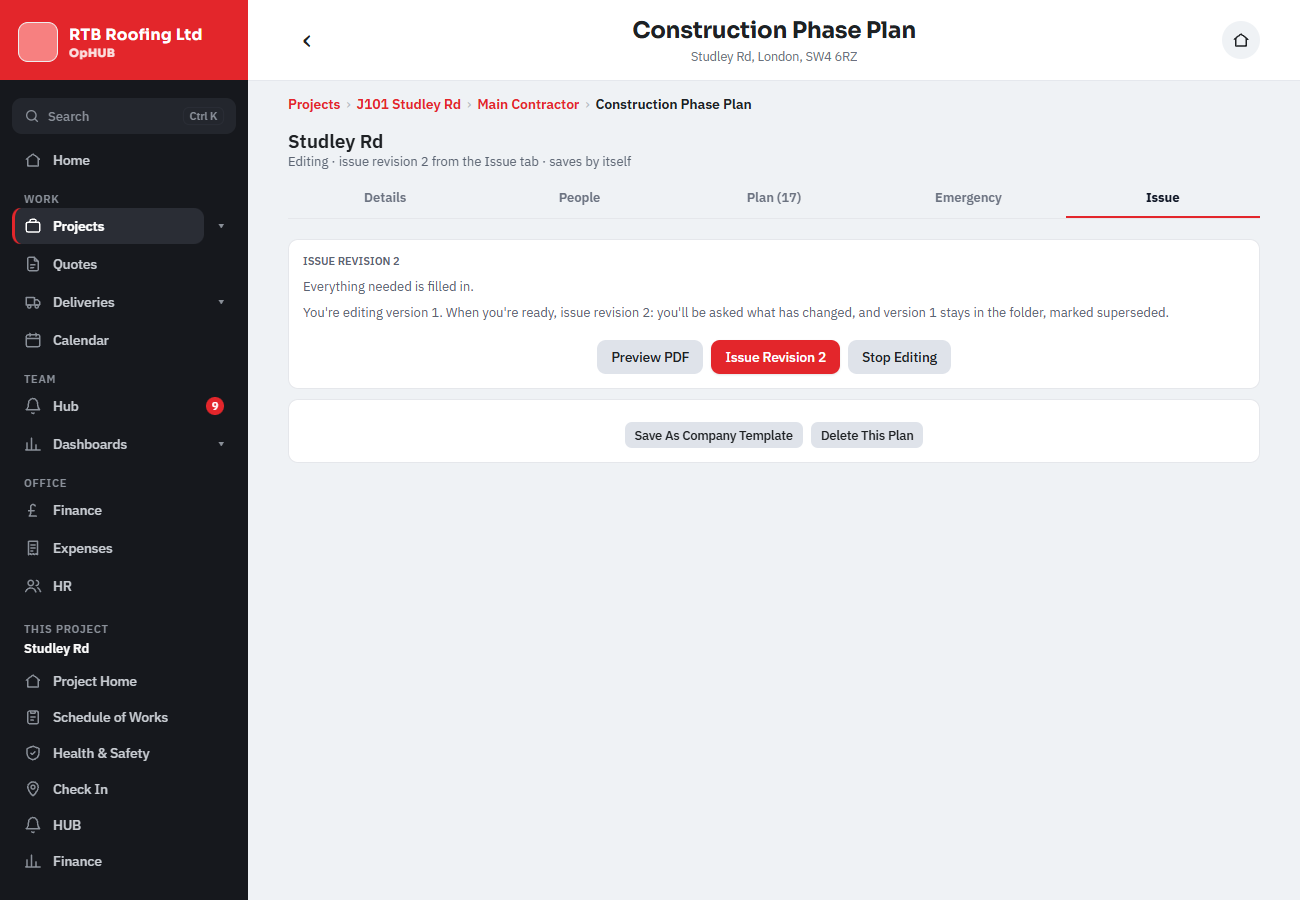 RTB Roofing Ltd
OpHUB
Search Ctrl K
Home
WORK
Projects
Quotes
Deliveries
Calendar
TEAM
Hub 9
Dashboards
OFFICE
Finance
Expenses
HR
THIS PROJECT
Studley Rd
Project Home
Schedule of Works
Health & Safety
Check In
HUB
Finance
Construction Phase Plan
Studley Rd, London, SW4 6RZ
Projects › J101 Studley Rd › Main Contractor › Construction Phase Plan
Studley Rd
Editing · issue revision 2 from the Issue tab · saves by itself
Details People Plan (17) Emergency Issue
ISSUE REVISION 2
Everything needed is filled in.
You're editing version 1. When you're ready, issue revision 2: you'll be asked what has changed, and version 1 stays in the folder, marked superseded.
Preview PDF Issue Revision 2 Stop Editing
Save As Company Template Delete This Plan